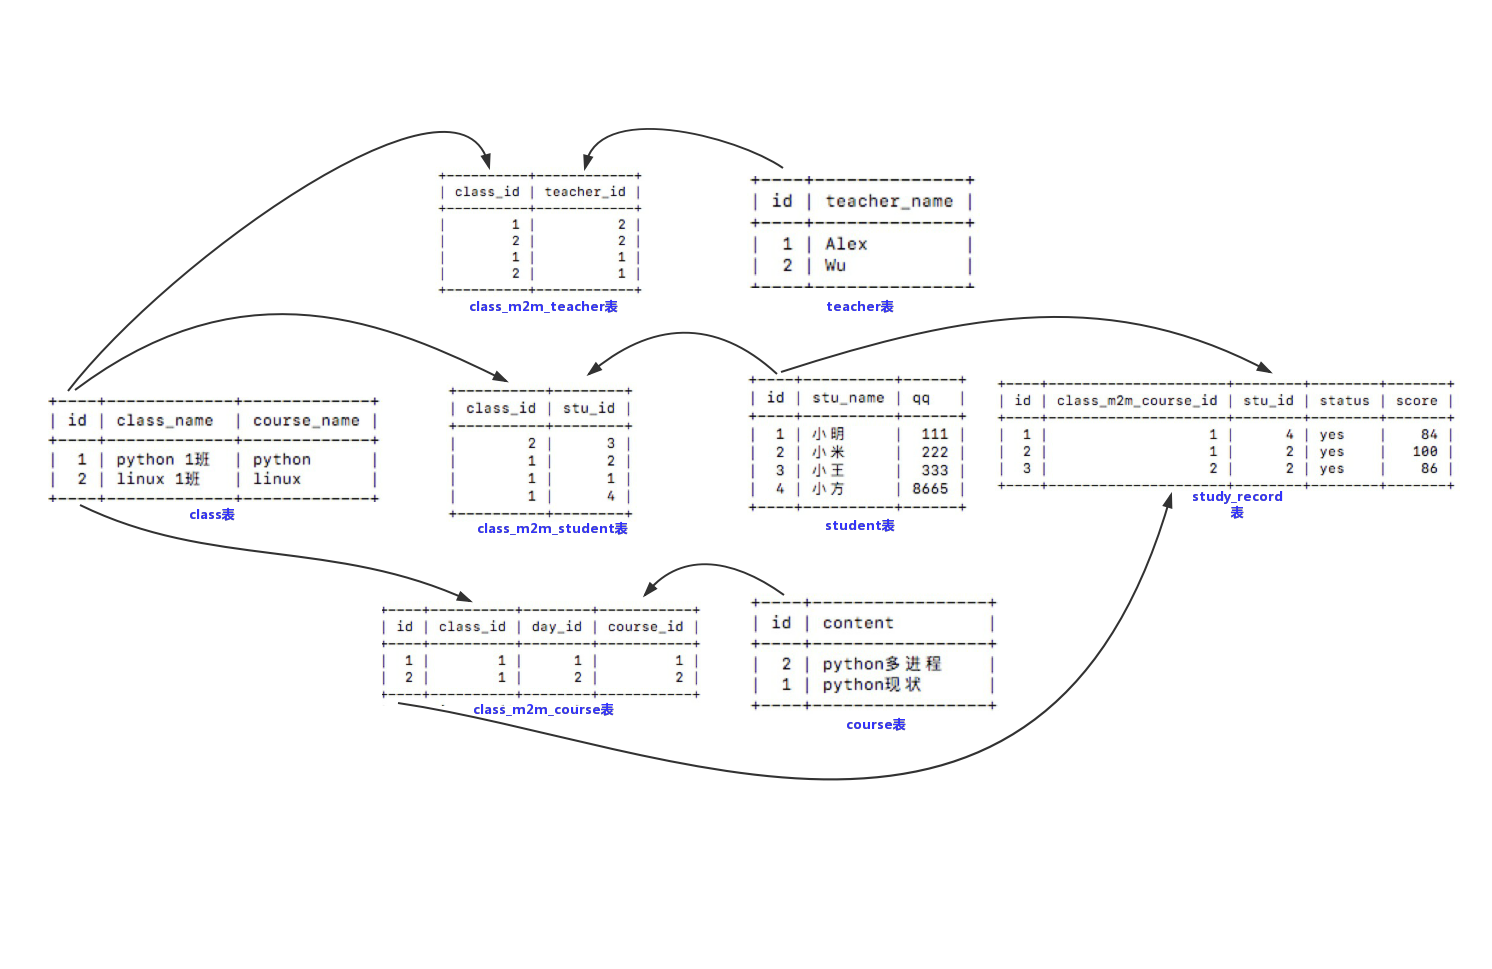 +----------+------------+
| class_id | teacher_id |
+----------+------------+
|        1 |          2 |
|        2 |          2 |
|        1 |          1 |
|        2 |          1 |
+----------+------------+
class_m2m_teacher表
+----+--------------+
| id | teacher_name |
+----+--------------+
|  1 | Alex         |
|  2 | Wu           |
+----+--------------+
teacher表
+----+-------------+-------------+
| id | class_name  | course_name |
+----+-------------+-------------+
|  1 | python 1班  | python      |
|  2 | linux 1班   | linux       |
+----+-------------+-------------+
class表
+----------+--------+
| class_id | stu_id |
+----------+--------+
|        2 |      3 |
|        1 |      2 |
|        1 |      1 |
|        1 |      4 |
+----------+--------+
class_m2m_student表
+----+----------+------+
| id | stu_name | qq   |
+----+----------+------+
|  1 | 小明     |  111 |
|  2 | 小米     |  222 |
|  3 | 小王     |  333 |
|  4 | 小方     | 8665 |
+----+----------+------+
student表
+----+---------------------+--------+--------+-------+
| id | class_m2m_course_id | stu_id | status | score |
+----+---------------------+--------+--------+-------+
|  1 |                   1 |      4 | yes    |    84 |
|  2 |                   1 |      2 | yes    |   100 |
|  3 |                   2 |      2 | yes    |    86 |
+----+---------------------+--------+--------+-------+
study_record
表
+----+----------+--------+-----------+
| id | class_id | day_id | course_id |
+----+----------+--------+-----------+
|  1 |        1 |      1 |         1 |
|  2 |        1 |      2 |         2 |
+----+----------+--------+-----------+
class_m2m_course表
+----+-----------------+
| id | content         |
+----+-----------------+
|  2 | python多进程    |
|  1 | python现状      |
+----+-----------------+
course表